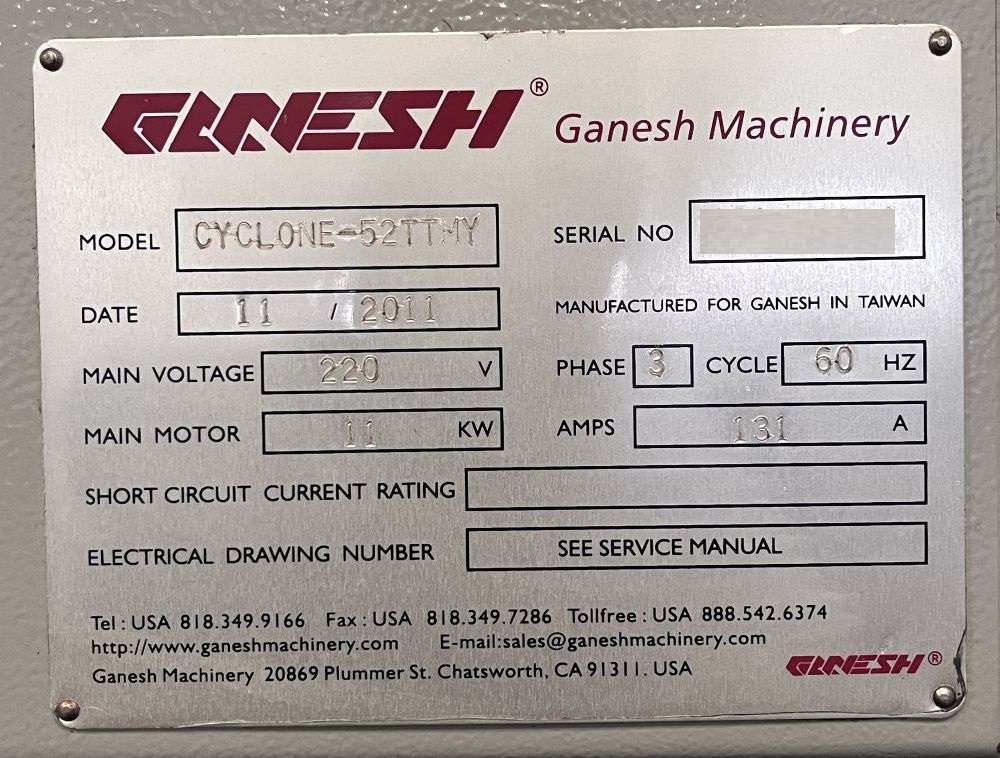 GANESH® Ganesh Machinery
MODEL CYCLONE-52TTMY SERIAL NO
DATE 11 / 2011 MANUFACTURED FOR GANESH IN TAIWAN
MAIN VOLTAGE 220 V PHASE 3 CYCLE 60 HZ
MAIN MOTOR 11 KW AMPS 131 A
SHORT CIRCUIT CURRENT RATING
ELECTRICAL DRAWING NUMBER SEE SERVICE MANUAL
Tel : USA 818.349.9166 Fax : USA 818.349.7286 Tollfree : USA 888.542.6374
http://www.ganeshmachinery.com E-mail:sales@ganeshmachinery.com
Ganesh Machinery 20869 Plummer St. Chatsworth, CA 91311. USA GANESH®